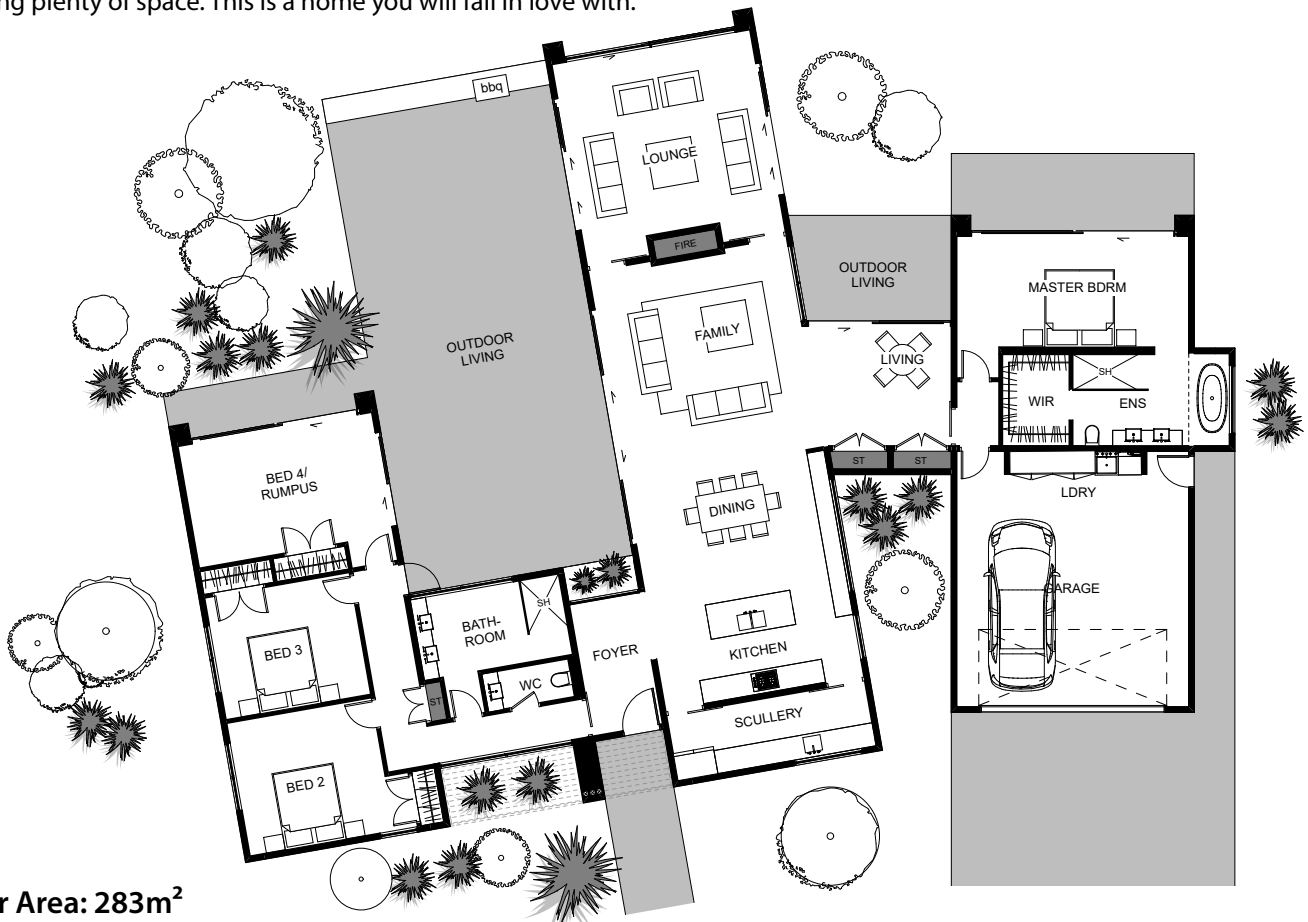 ng plenty of space. This is a home you will fall in love with.
bbq
LOUNGE
FIRE
OUTDOOR
LIVING
MASTER BDRM
OUTDOOR
LIVING
FAMILY
LIVING
SH
WIR
ENS
ST
ST
BED 4/
RUMPUS
DINING
LDRY
GARAGE
SH
BATH-
ROOM
BED 3
FOYER
KITCHEN
WC
ST
SCULLERY
BED 2
r Area: 283m²